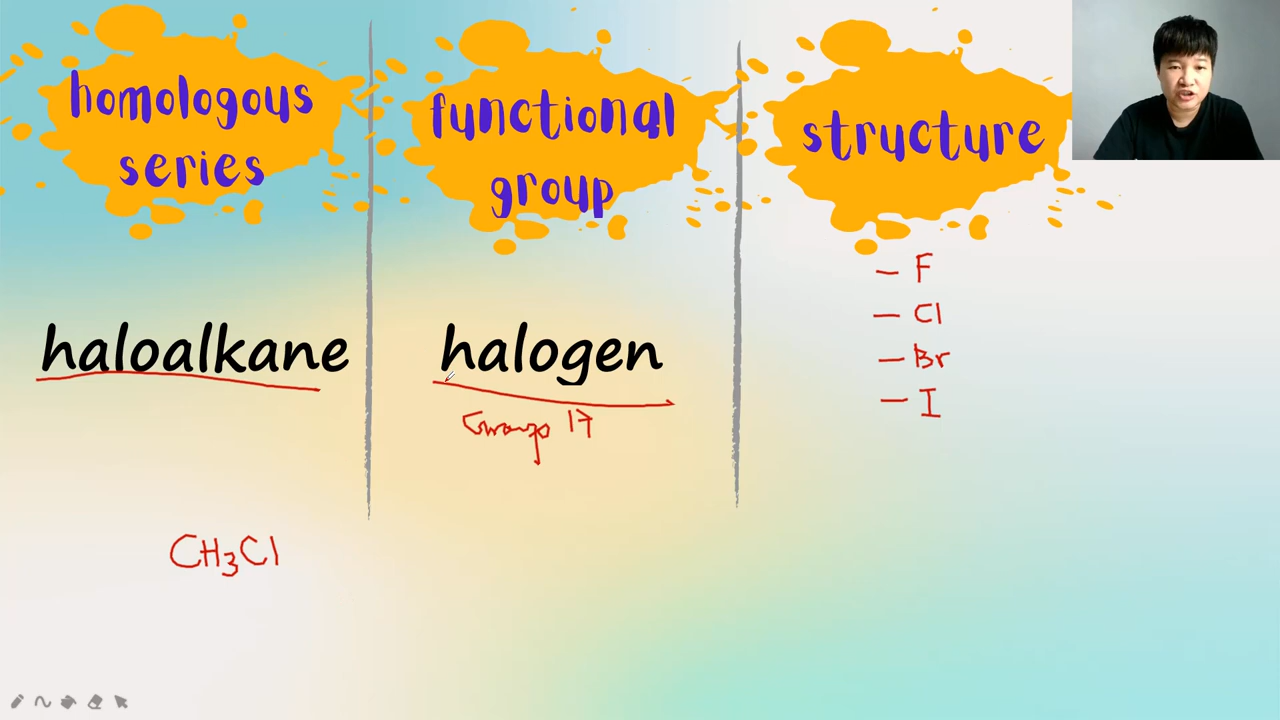 homologous
series
functional
group
structure
haloalkane
halogen
Group 17
– F
– Cl
– Br
– I
CH₃Cl